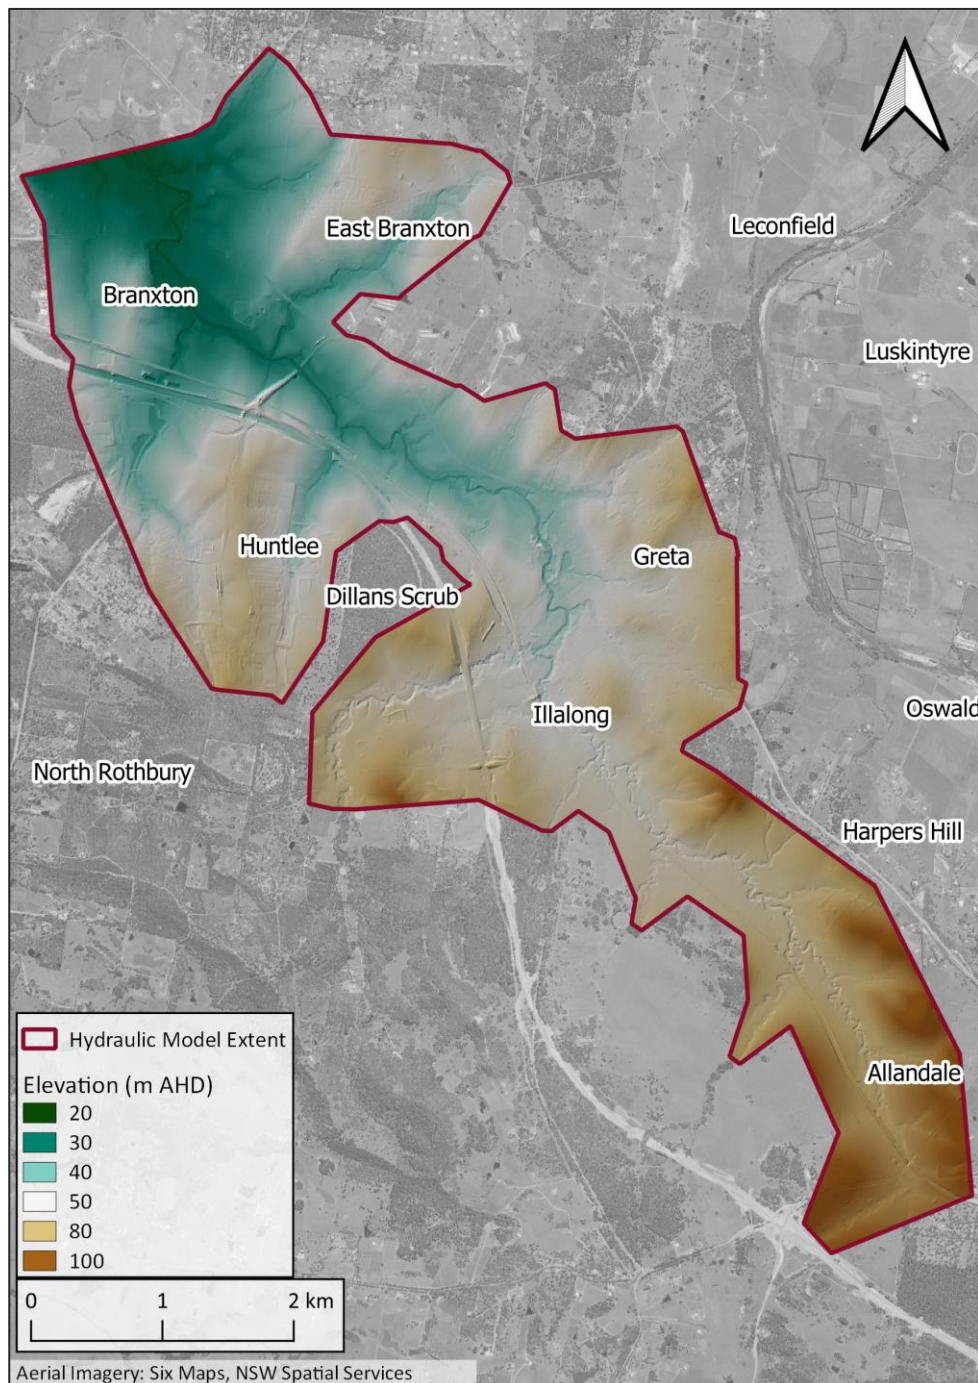 Leconfield
East Branxton
Branxton
Luskintyre
Huntlee
Greta
Dillans Scrub
Illalong
Oswald
North Rothbury
Harpers Hill
Allandale
Hydraulic Model Extent
Elevation (m AHD)
20
30
40
50
80
100
0 1 2 km
Aerial Imagery: Six Maps, NSW Spatial Services